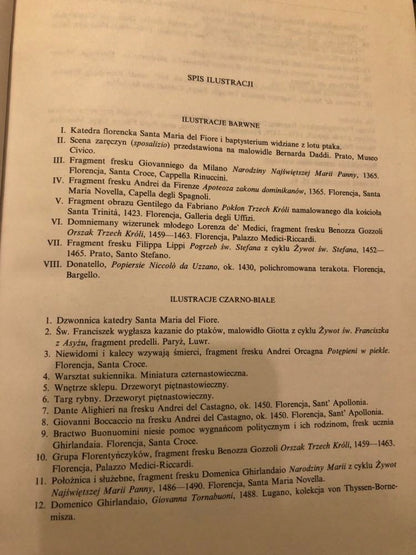 SPIS ILUSTRACJI
ILUSTRACJE BARWNE
I. Katedra florencka Santa Maria del Fiore i baptysterium widziane z lotu ptaka.
II. Scena zaręczyn (sposalizio) przedstawiona na malowidle Bernarda Daddi. Prato, Museo
Civico.
III. Fragment fresku Giovanniego da Milano Narodziny Najświętszej Marii Panny, 1365.
Florencja, Santa Croce, Cappella Rinuccini.
IV. Fragment fresku Andrei da Firenze Apoteoza zakonu dominikanów, 1365. Florencja, Santa
Maria Novella, Capella degli Spagnoli.
V. Fragment obrazu Gentilego da Fabriano Pokłon Trzech Króli namalowanego dla kościoła
Santa Trinità, 1423. Florencja, Galleria degli Uffizi.
VI. Domniemany wizerunek młodego Lorenza de' Medici, fragment fresku Benozza Gozzoli
Orszak Trzech Króli, 1459—1463. Florencja, Palazzo Medici-Riccardi.
VII. Fragment fresku Filippa Lippi Pogrzeb św. Stefana z cyklu Żywot św. Stefana, 1452—
1465. Prato, Santo Stefano.
VIII. Donatello, Popiersie Niccolò da Uzzano, ok. 1430, polichromowana terakota. Florencja,
Bargello.
ILUSTRACJE CZARNO-BIAŁE
1. Dzwonnica katedry Santa Maria del Fiore.
2. Św. Franciszek wygłasza kazanie do ptaków, malowidło Giotta z cyklu Żywot św. Franciszka
z Asyżu, fragment predelli. Paryż, Luwr.
3. Niewidomi i kalecy wzywają śmierci, fragment fresku Andrei Orcagna Potępieni w piekle.
Florencja, Santa Croce.
4. Warsztat sukiennika. Miniatura czternastowieczna.
5. Wnętrze sklepu. Drzeworyt piętnastowieczny.
6. Targ rybny. Drzeworyt piętnastowieczny.
7. Dante Alighieri na fresku Andrei del Castagno, ok. 1450. Florencja, Sant' Apollonia.
8. Giovanni Boccaccio na fresku Andrei del Castagno, ok. 1450. Florencja, Sant' Apollonia.
9. Bractwo Buonuomini niesie pomoc wygnańcom politycznym i ich rodzinom, fresk ucznia
Ghirlandaia. Florencja, Santa Croce.
10. Grupa Florentyńczyków, fragment fresku Benozza Gozzoli Orszak Trzech Króli, 1459—1463.
Florencja, Palazzo Medici-Riccardi.
11. Położnica i służebne, fragment fresku Domenica Ghirlandaio Narodziny Marii z cyklu Żywot
Najświętszej Marii Panny, 1486—1490. Florencja, Santa Maria Novella.
12. Domenico Ghirlandaio, Giovanna Tornabuoni, 1488. Lugano, kolekcja von Thyssen-Borne-
misza.